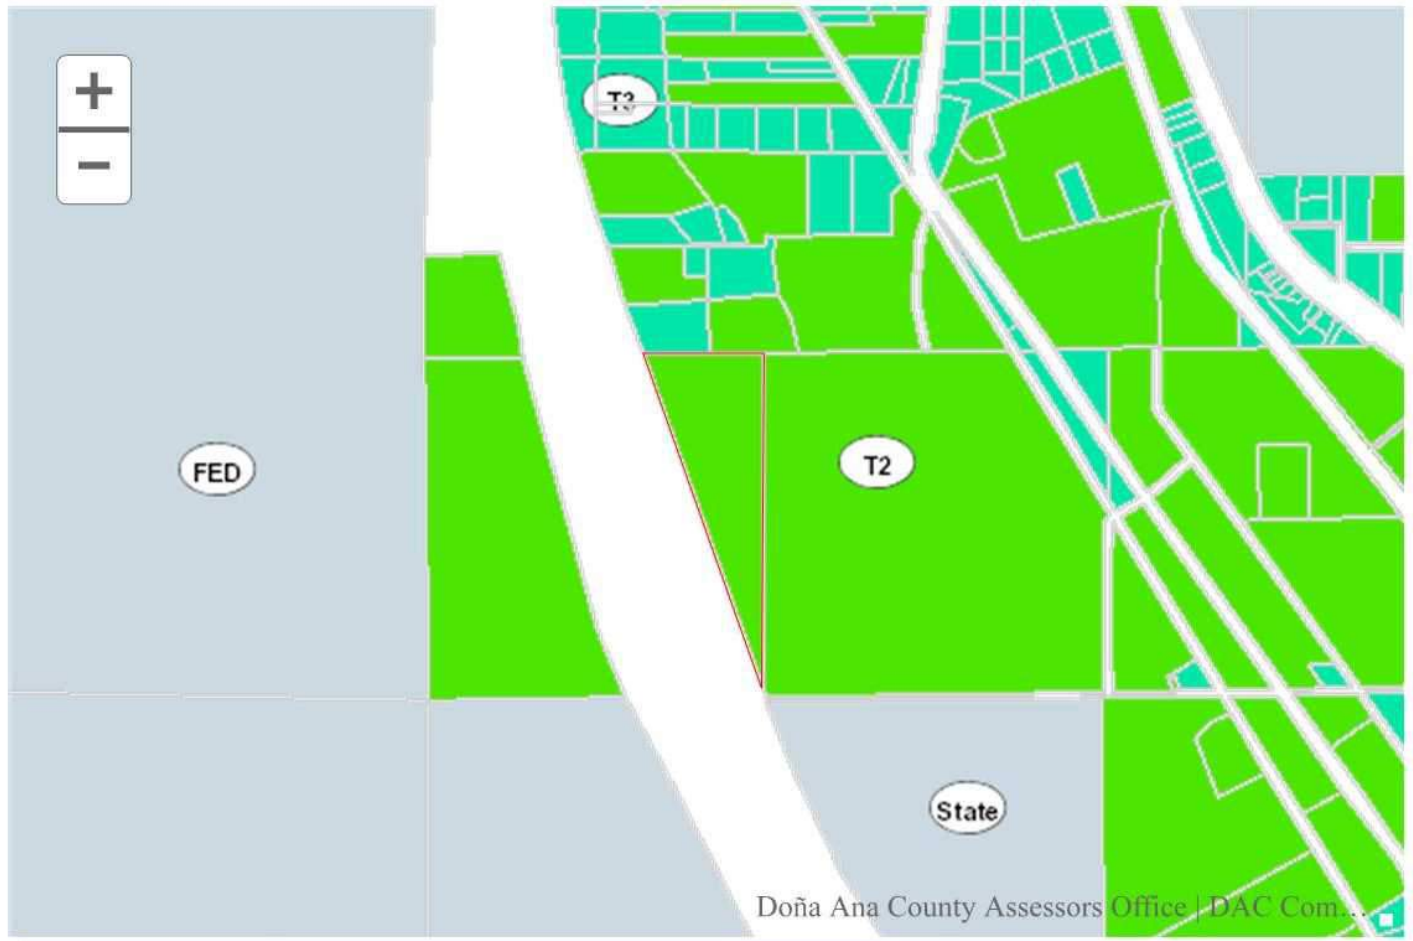 +
−
T3
FED
T2
State
Doña Ana County Assessors Office | DAC Com...